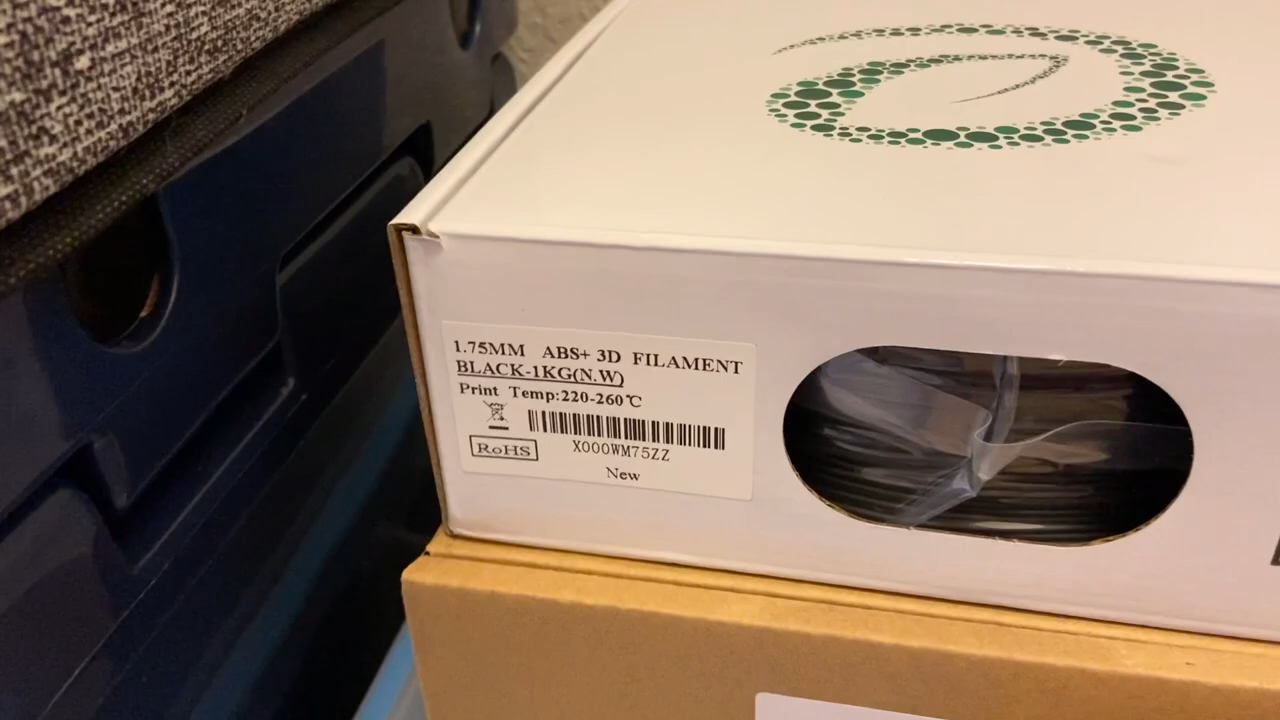 1.75MM ABS+ 3D FILAMENT
BLACK-1KG(N.W)
Print Temp:220-260℃
RoHS
X000WM75ZZ
New